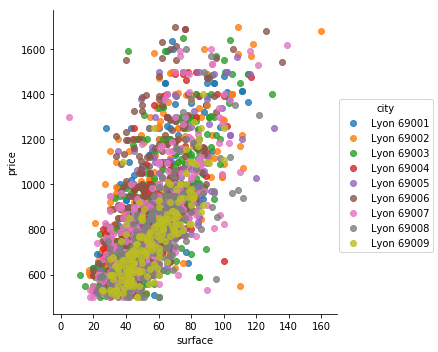 1600
1400
1200
1000
800
600
price
0
20
40
60
80
100
120
140
160
surface
city
Lyon 69001
Lyon 69002
Lyon 69003
Lyon 69004
Lyon 69005
Lyon 69006
Lyon 69007
Lyon 69008
Lyon 69009